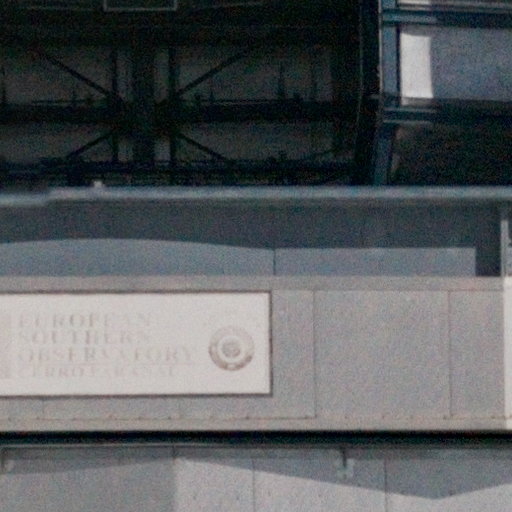 EUROPEAN
SOUTHERN
OBSERVATORY
CERRO PARANAL